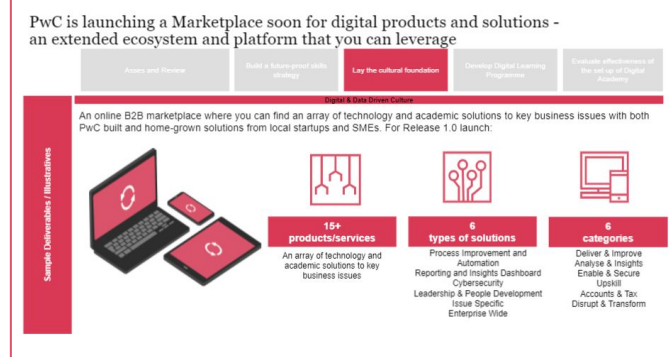 PwC is launching a Marketplace soon for digital products and solutions -
an extended ecosystem and platform that you can leverage
Asses and Review
Build a future-proof skills
strategy
Lay the cultural foundation
Develop Digital Learning
Programme
Evaluate effectiveness of
the set up of Digital
Academy
Digital & Data Driven Culture
Sample Deliverables / Illustratives
An online B2B marketplace where you can find an array of technology and academic solutions to key business issues with both
PwC built and home-grown solutions from local startups and SMEs. For Release 1.0 launch:
15+
products/services
An array of technology and
academic solutions to key
business issues
6
types of solutions
Process Improvement and
Automation
Reporting and Insights Dashboard
Cybersecurity
Leadership & People Development
Issue Specific
Enterprise Wide
6
categories
Deliver & Improve
Analyse & Insights
Enable & Secure
Upskill
Accounts & Tax
Disrupt & Transform